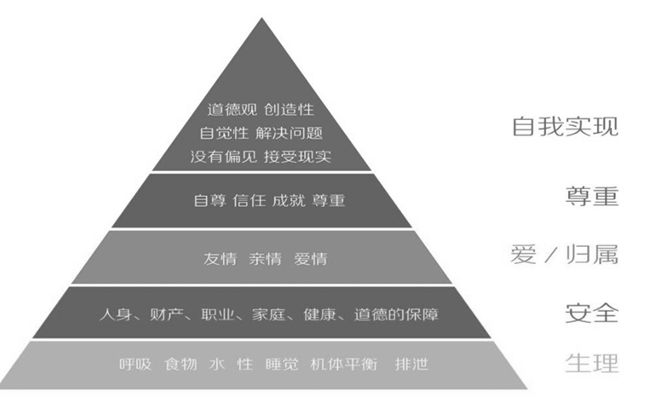 道德观 创造性
自觉性 解决问题
没有偏见 接受现实
自我实现
自尊 信任 成就 尊重
尊重
友情 亲情 爱情
爱/归属
人身、财产、职业、家庭、健康、道德的保障
安全
呼吸 食物 水 性 睡觉 机体平衡 排泄
生理